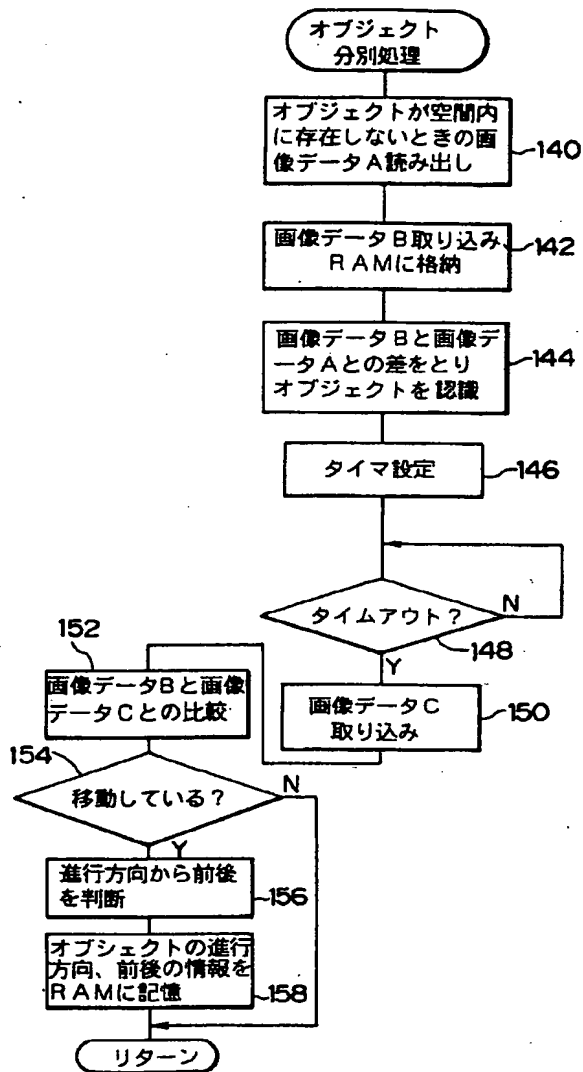 オブジェクト
分別処理
オブジェクトが空間内
に存在しないときの画
像データA読み出し
140
画像データB取り込み
RAMに格納
142
画像データBと画像デ
ータAとの差をとり
オブジェクトを認識
144
タイマ設定
146
タイムアウト?
N
148
Y
画像データC
取り込み
150
152
画像データBと画像
データCとの比較
154
移動している?
N
Y
進行方向から前後
を判断
156
オブシェクトの進行
方向、前後の情報を
RAMに記憶
158
リターン